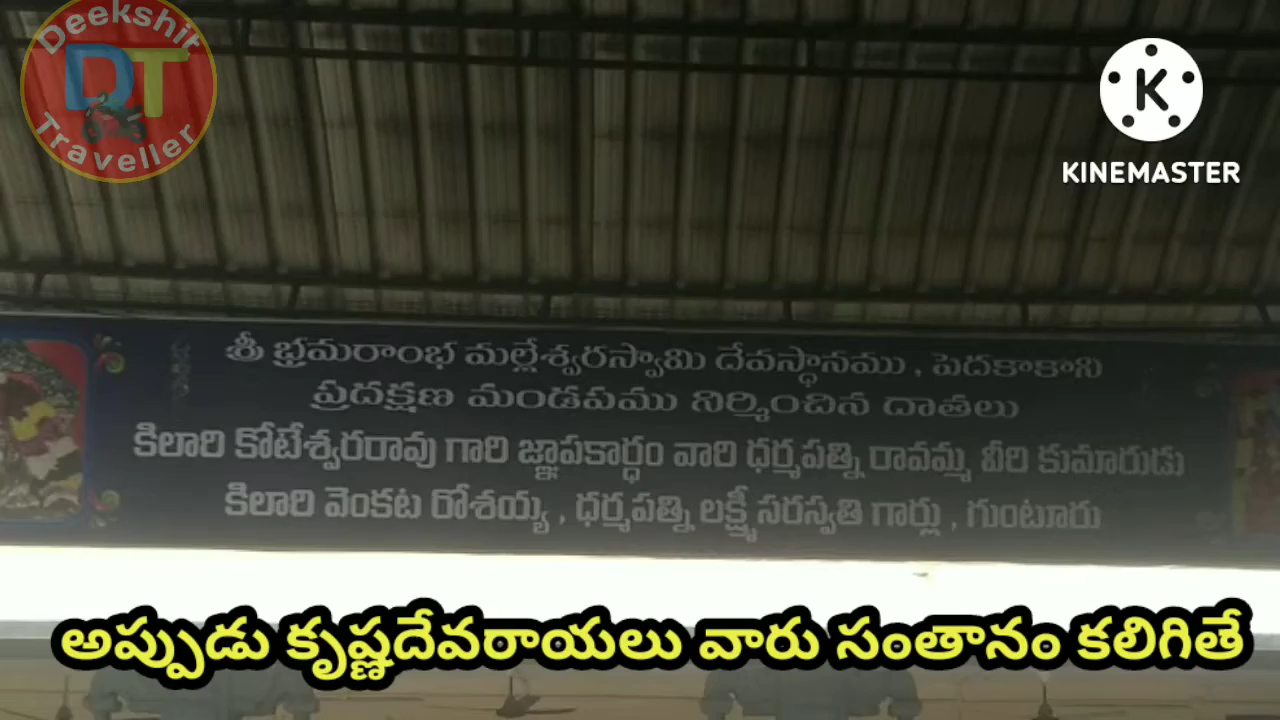 Deekshit
DT
Traveller
K
KINEMASTER
శ్రీ భ్రమరాంభ మల్లేశ్వరస్వామి దేవస్థానము , పెదకాకాని
ప్రదక్షణ మండపము నిర్మించిన దాతలు
కిలారి కోటేశ్వరరావు గారి జ్ఞాపకార్ధం వారి ధర్మపత్ని రావమ్మ వీరి కుమారుడు
కిలారి వెంకట రోశయ్య , ధర్మపత్ని లక్ష్మీ సరస్వతి గార్లు , గుంటూరు
అప్పుడు కృష్ణదేవరాయలు వారు సంతానం కలిగితే